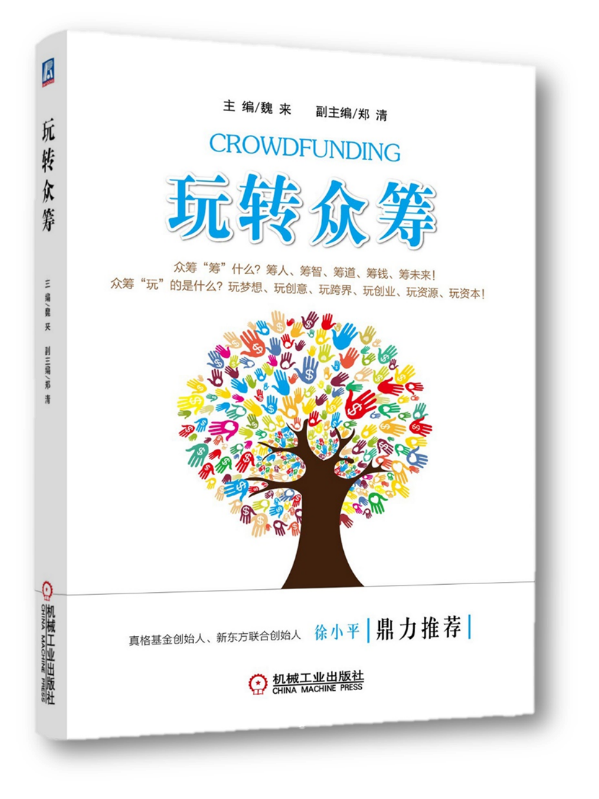 玩转众筹
主 编/魏 来 副主编/郑 清
机械工业出版社
CHINA MACHINE PRESS
主 编/魏 来 副主编/郑 清
CROWDFUNDING
玩转众筹
众筹“筹”什么？筹人、筹智、筹道、筹钱、筹未来！
众筹“玩”的是什么？玩梦想、玩创意、玩跨界、玩创业、玩资源、玩资本！
真格基金创始人、新东方联合创始人 徐小平 鼎力推荐
机械工业出版社
CHINA MACHINE PRESS